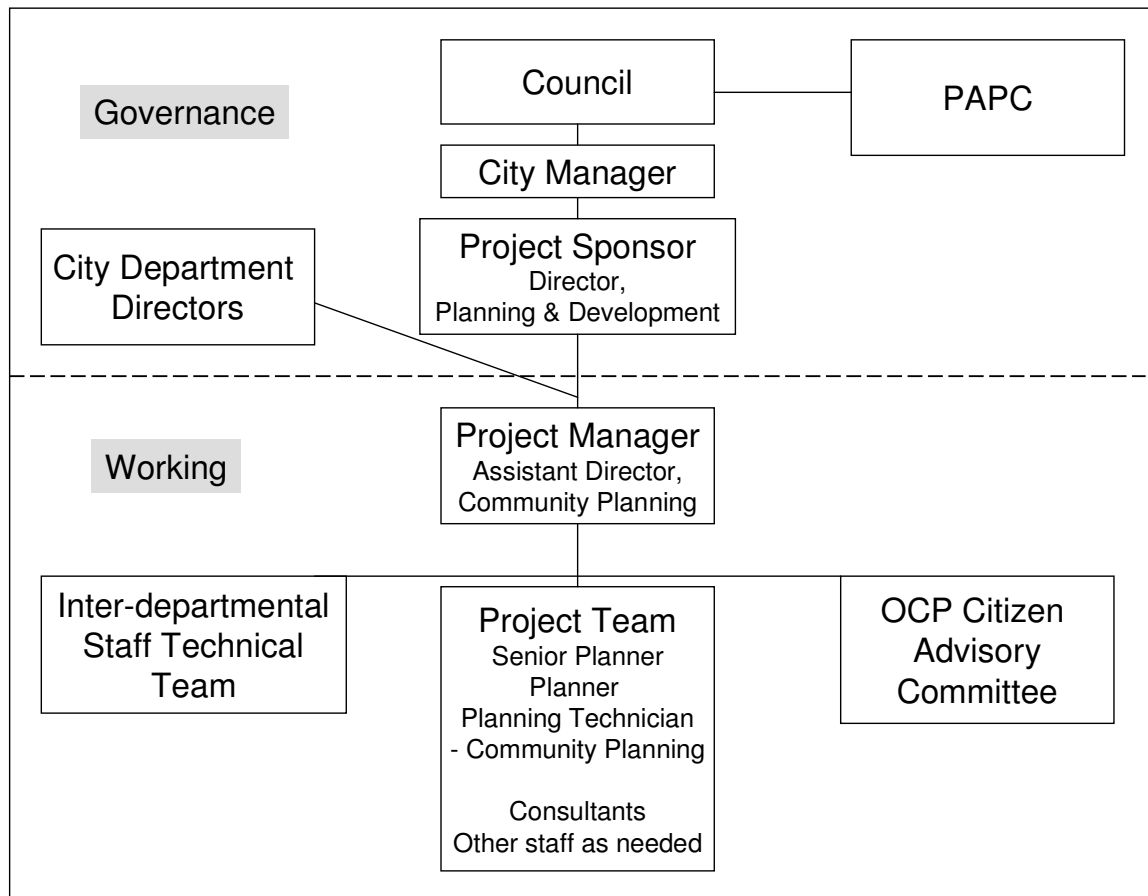 Council
PAPC
Governance
City Manager
Project Sponsor
Director,
Planning & Development
City Department
Directors
Project Manager
Assistant Director,
Community Planning
Working
Inter-departmental
Staff Technical
Team
Project Team
Senior Planner
Planner
Planning Technician
- Community Planning
Consultants
Other staff as needed
OCP Citizen
Advisory
Committee